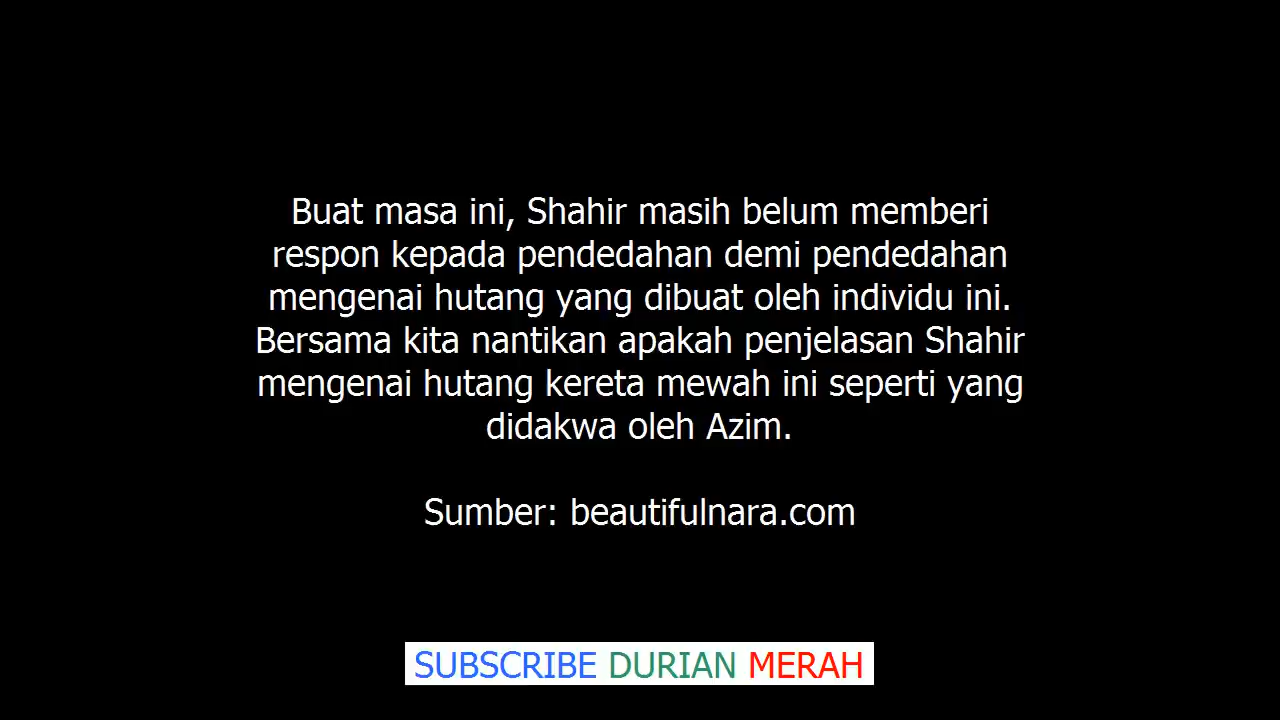 Buat masa ini, Shahir masih belum memberi
respon kepada pendedahan demi pendedahan
mengenai hutang yang dibuat oleh individu ini.
Bersama kita nantikan apakah penjelasan Shahir
mengenai hutang kereta mewah ini seperti yang
didakwa oleh Azim.
Sumber: beautifulnara.com
SUBSCRIBE DURIAN MERAH